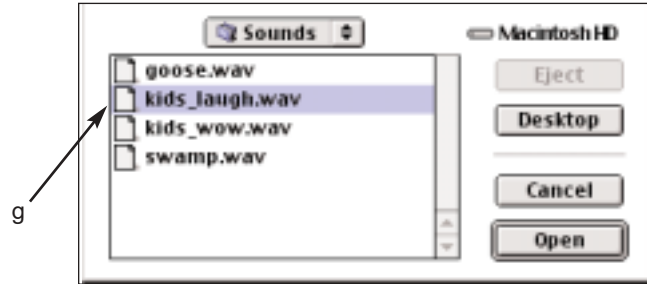 Sounds
Macintosh HD
goose.wav
Eject
kids_laugh.wav
kids_wow.wav
Desktop
swamp.wav
Cancel
g
Open